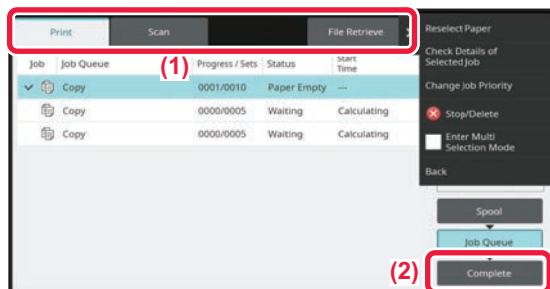 Print Scan File Retrieve
Job Job Queue Progress / Sets Status Start Time
(1)
Copy 0001/0010 Paper Empty ---
Copy 0000/0005 Waiting Calculating
Copy 0000/0005 Waiting Calculating
Reselect Paper
Check Details of
Selected Job
Change Job Priority
Stop/Delete
Enter Multi
Selection Mode
Back
Spool
Job Queue
(2)
Complete